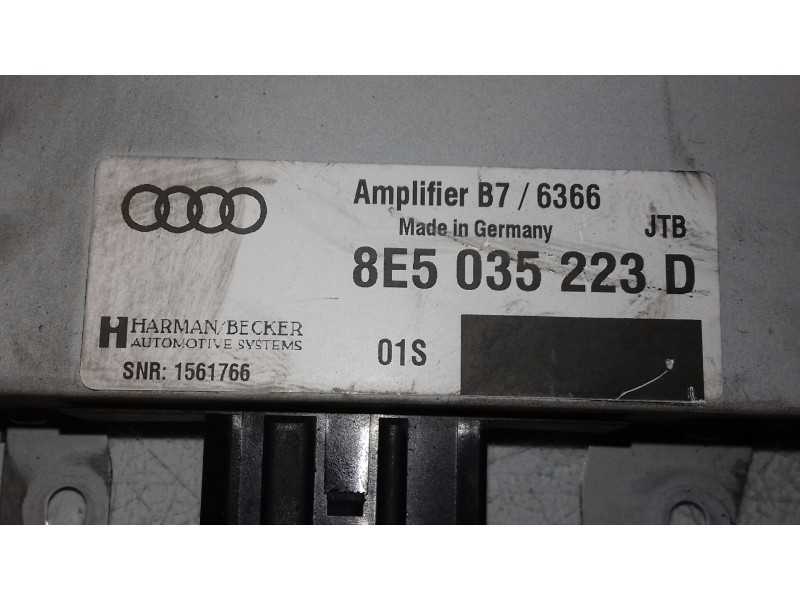 Amplifier B7 / 6366
Made in Germany
JTB
8E5 035 223 D
HARMAN/BECKER
AUTOMOTIVE SYSTEMS
01S
SNR: 1561766